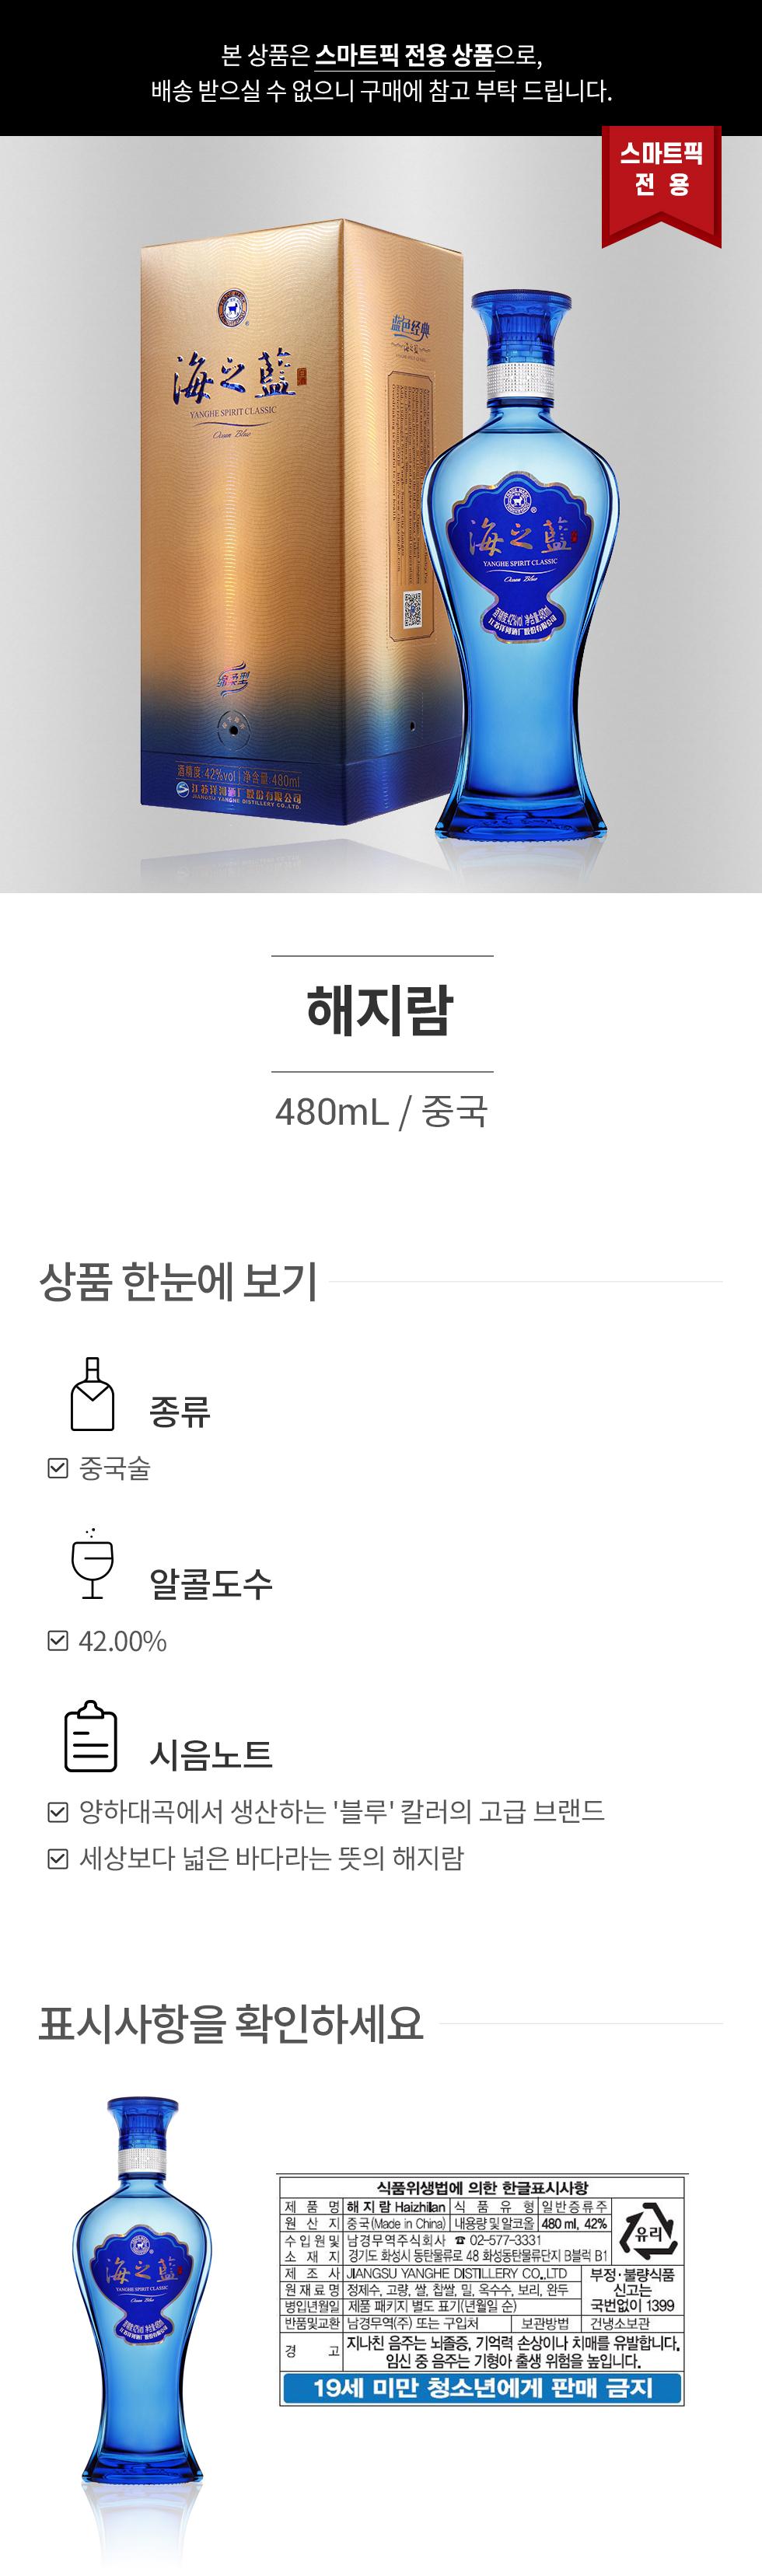 본 상품은 스마트픽 전용 상품으로,
배송 받으실 수 없으니 구매에 참고 부탁 드립니다.
스마트픽
전 용
海之藍
YANGHE SPIRIT CLASSIC
Ocean Blue
蓝色经典
绵柔型
酒精度:42%vol 净含量:480ml
JIANGSU YANGHE DISTILLERY CO.,LTD.
海之藍
YANGHE SPIRIT CLASSIC
Ocean Blue
酒精度42%vol 净含量480ml
해지람
480mL / 중국
상품 한눈에 보기
종류
중국술
알콜도수
42.00%
시음노트
양하대곡에서 생산하는 '블루' 칼러의 고급 브랜드
세상보다 넓은 바다라는 뜻의 해지람
표시사항을 확인하세요
海之藍
YANGHE SPIRIT CLASSIC
Ocean Blue
식품위생법에 의한 한글표시사항
제 품 명 해 지 람 Haizhilan 식 품 유 형 일반증류주
원 산 지 중국(Made in China) 내용량 및 알코올 480 ml, 42%
유리
수입원및 남경무역주식회사 ☎ 02-577-3331
소 재 지 경기도 화성시 동탄물류로 48 화성동탄물류단지 B블럭 B1
제 조 사 JIANGSU YANGHE DISTILLERY CO.,LTD
원재료명 정제수, 고량, 쌀, 찹쌀, 밀, 옥수수, 보리, 완두
병입년월일 제품 패키지 별도 표기(년월일 순)
부정·불량식품
신고는
국번없이 1399
반품및교환 남경무역(주) 또는 구입처 보관방법 건냉소보관
경 고 지나친 음주는 뇌졸증, 기억력 손상이나 치매를 유발합니다.
임신 중 음주는 기형아 출생 위험을 높입니다.
19세 미만 청소년에게 판매 금지